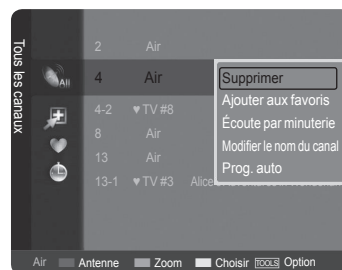 Tous les canaux
All
2 Air
4 Air
4-2 ♥ TV #8
8 Air
13 Air
13-1 ♥ TV #3 Alice
Supprimer
Ajouter aux favoris
Écoute par minuterie
Modifier le nom du canal
Prog. auto
Air Antenne Zoom Choisir TOOLS Option